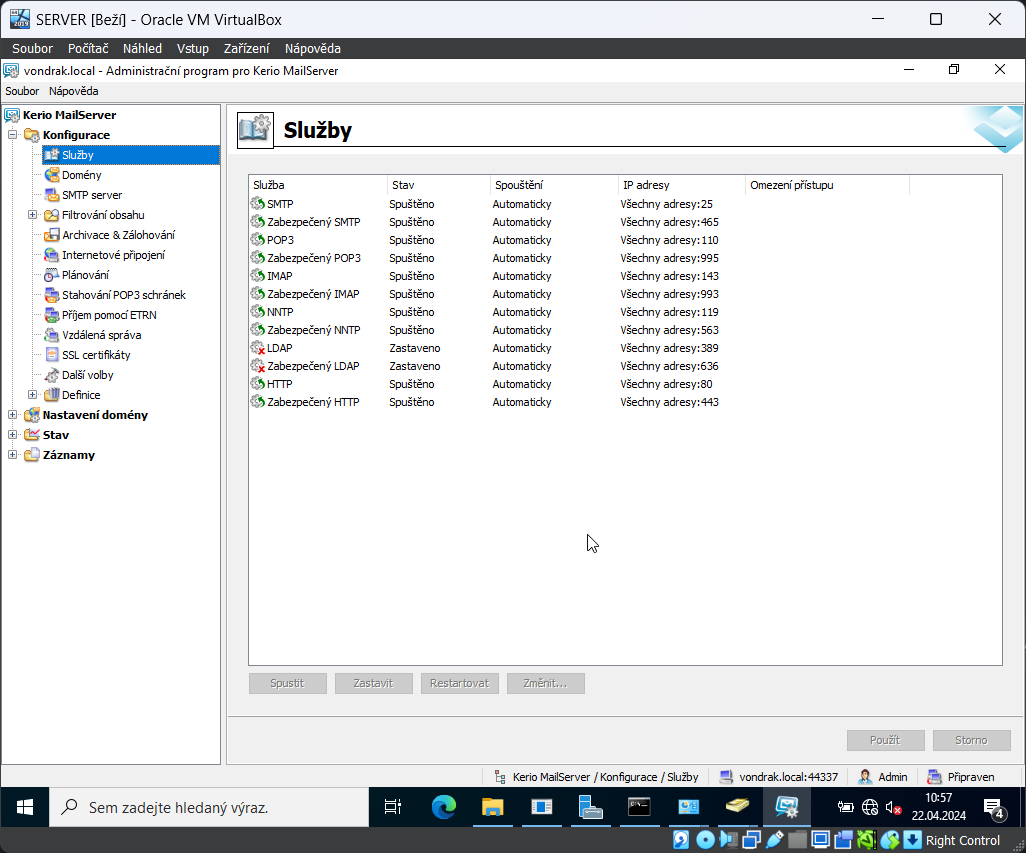 SERVER [Beží] - Oracle VM VirtualBox
Soubor Počítač Náhled Vstup Zařízení Nápověda
vondrak.local - Administrační program pro Kerio MailServer
Soubor Nápověda
Kerio MailServer
Konfigurace
Služby
Domény
SMTP server
Filtrování obsahu
Archivace & Zálohování
Internetové připojení
Plánování
Stahování POP3 schránek
Příjem pomocí ETRN
Vzdálená správa
SSL certifikáty
Další volby
Definice
Nastavení domény
Stav
Záznamy
Služby
Služba Stav Spouštění IP adresy Omezení přístupu
SMTP Spuštěno Automaticky Všechny adresy:25
Zabezpečený SMTP Spuštěno Automaticky Všechny adresy:465
POP3 Spuštěno Automaticky Všechny adresy:110
Zabezpečený POP3 Spuštěno Automaticky Všechny adresy:995
IMAP Spuštěno Automaticky Všechny adresy:143
Zabezpečený IMAP Spuštěno Automaticky Všechny adresy:993
NNTP Spuštěno Automaticky Všechny adresy:119
Zabezpečený NNTP Spuštěno Automaticky Všechny adresy:563
LDAP Zastaveno Automaticky Všechny adresy:389
Zabezpečený LDAP Zastaveno Automaticky Všechny adresy:636
HTTP Spuštěno Automaticky Všechny adresy:80
Zabezpečený HTTP Spuštěno Automaticky Všechny adresy:443
Spustit Zastavit Restartovat Změnit...
Použít Storno
Kerio MailServer / Konfigurace / Služby vondrak.local:44337 Admin Připraven
Sem zadejte hledaný výraz.
10:57
22.04.2024
4
Right Control